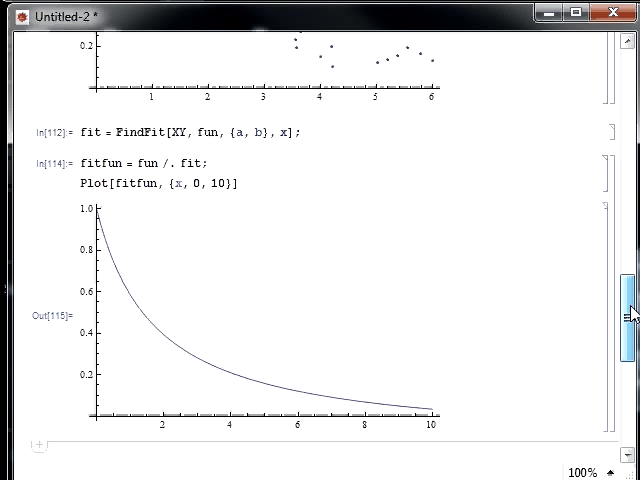 Untitled-2 *
0.2
1 2 3 4 5 6
In[112]:= fit = FindFit[XY, fun, {a, b}, x];
In[114]:= fitfun = fun /. fit;
Plot[fitfun, {x, 0, 10}]
1.0
0.8
0.6
Out[115]=
0.4
0.2
2 4 6 8 10
100%